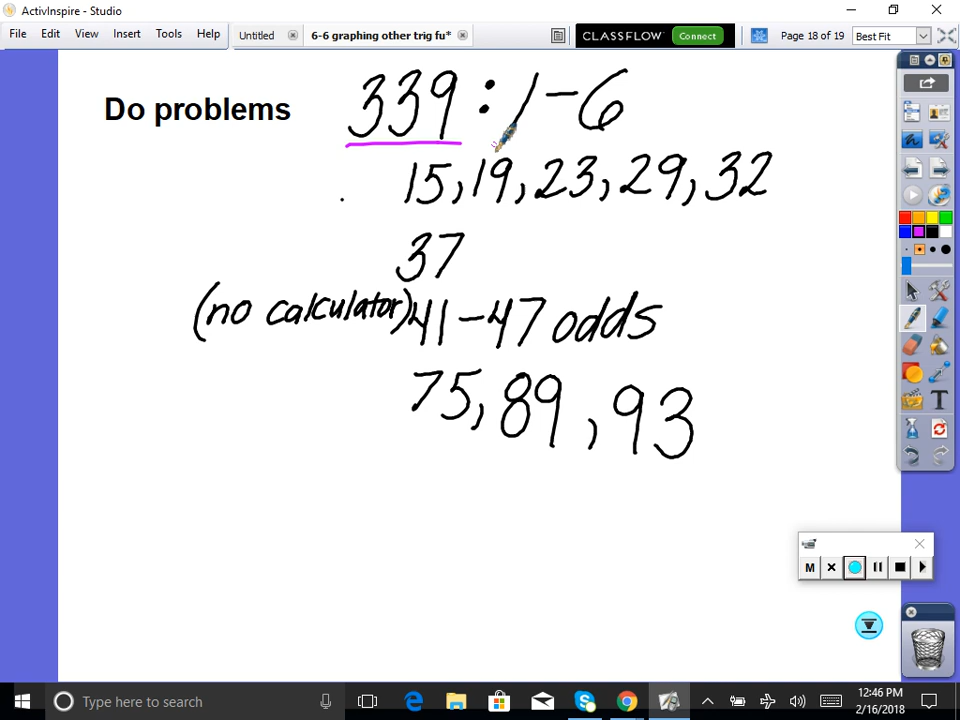 ActivInspire - Studio
File Edit View Insert Tools Help Untitled 6-6 graphing other trig fu* CLASSFLOW Connect Page 18 of 19 Best Fit
Do problems 339 : 1-6
15, 19, 23, 29, 32
37
(no calculator) 41-47 odds
75, 89, 93
M
Type here to search
12:46 PM
2/16/2018